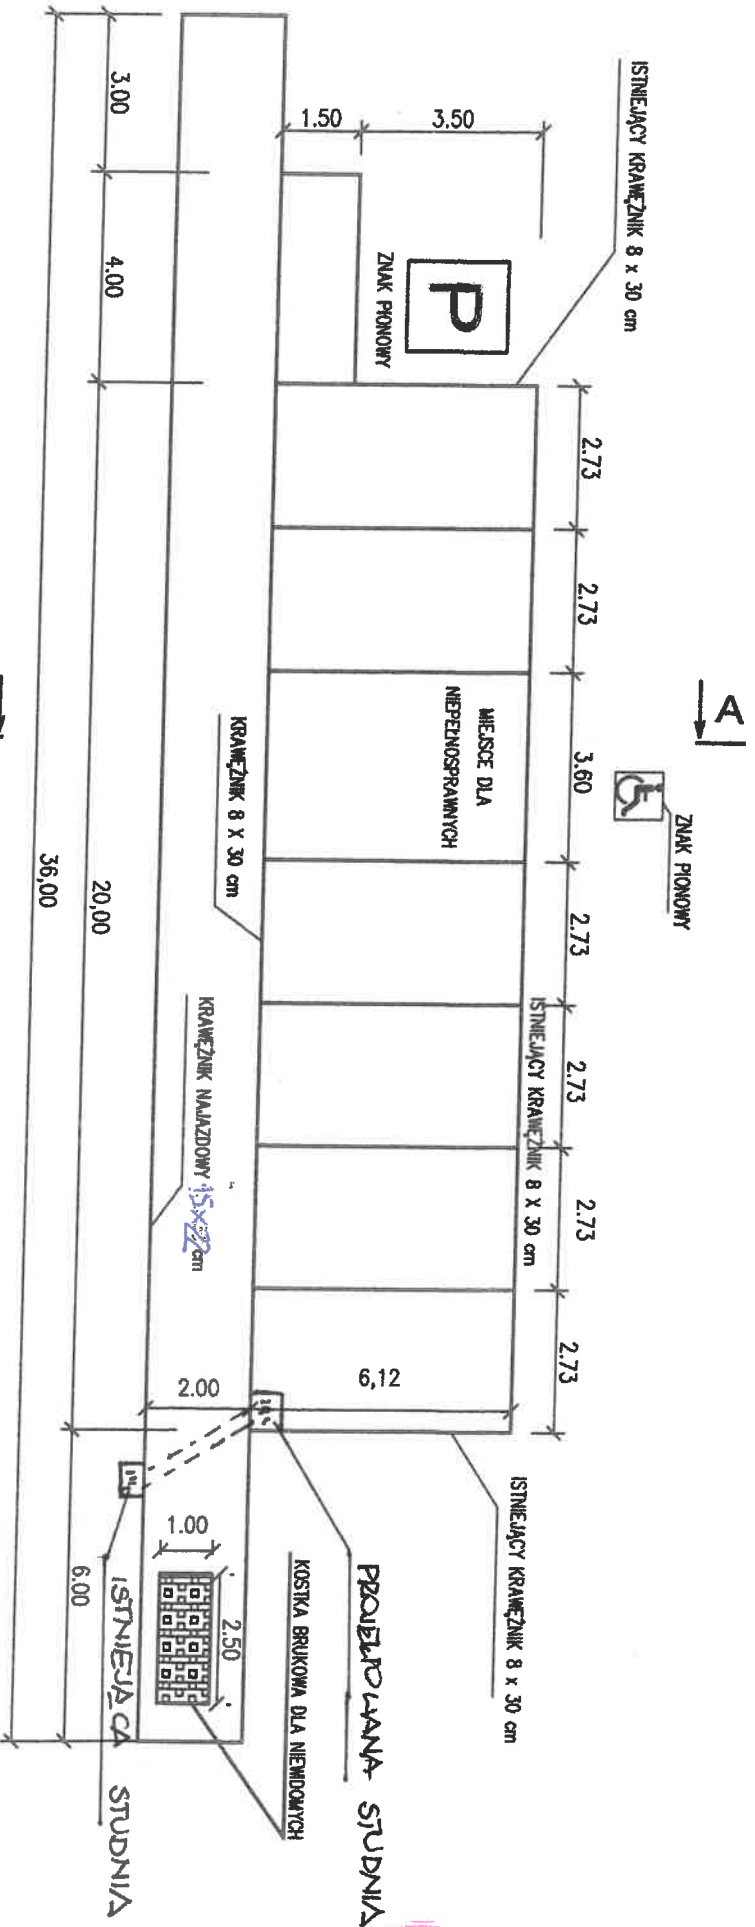 ISTNIEJĄCY KRAWĘŻNIK 8 x 30 cm
3.00
4.00
20,00
6.00
36,00
1.50
3.50
P
ZNAK PIONOWY
2.73
2.73
3.60
2.73
2.73
2.73
2.73
A
ZNAK PIONOWY
MIEJSCE DLA
NIEPEŁNOSPRAWNYCH
KRAWĘŻNIK 8 X 30 cm
ISTNIEJĄCY KRAWĘŻNIK 8 X 30 cm
KRAWĘŻNIK NAJAZDOWY 15x22 cm
6,12
2.00
ISTNIEJĄCY KRAWĘŻNIK 8 x 30 cm
1.00
2.50
KOSTKA BRUKOWA DLA NIEWIDOMYCH
PROJEKTOWANA STUDNIA
ISTNIEJĄCA STUDNIA